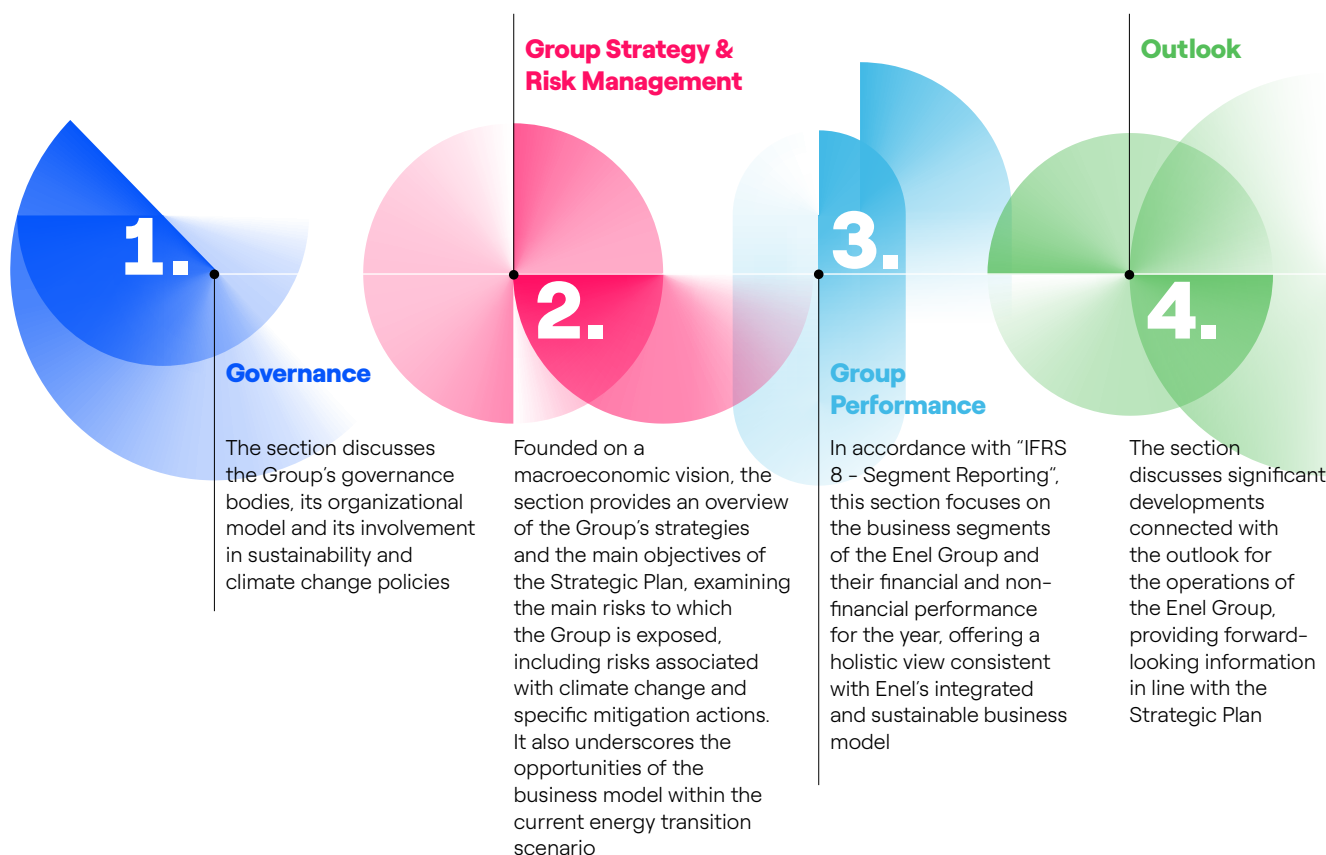 1.
Governance
The section discusses
the Group's governance
bodies, its organizational
model and its involvement
in sustainability and
climate change policies
Group Strategy &
Risk Management
2.
Founded on a
macroeconomic vision, the
section provides an overview
of the Group's strategies
and the main objectives of
the Strategic Plan, examining
the main risks to which
the Group is exposed,
including risks associated
with climate change and
specific mitigation actions.
It also underscores the
opportunities of the
business model within the
current energy transition
scenario
3.
Group
Performance
In accordance with "IFRS
8 - Segment Reporting",
this section focuses on
the business segments
of the Enel Group and
their financial and non-
financial performance
for the year, offering a
holistic view consistent
with Enel's integrated
and sustainable business
model
Outlook
4.
The section
discusses significant
developments
connected with
the outlook for
the operations of
the Enel Group,
providing forward-
looking information
in line with the
Strategic Plan